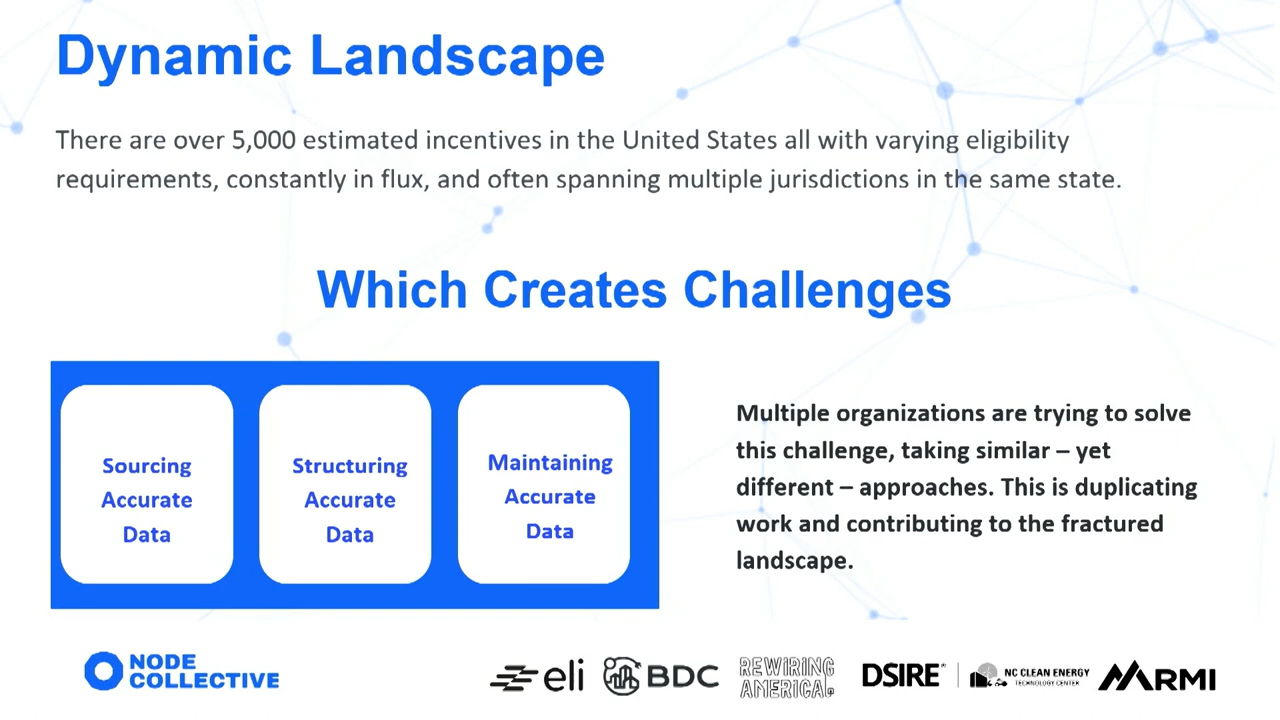 Dynamic Landscape
There are over 5,000 estimated incentives in the United States all with varying eligibility
requirements, constantly in flux, and often spanning multiple jurisdictions in the same state.
Which Creates Challenges
Sourcing
Accurate
Data
Structuring
Accurate
Data
Maintaining
Accurate
Data
Multiple organizations are trying to solve
this challenge, taking similar – yet
different – approaches. This is duplicating
work and contributing to the fractured
landscape.
NODE
COLLECTIVE
eli
BDC
REWIRING
AMERICA
DSIRE®
NC CLEAN ENERGY
TECHNOLOGY CENTER
RMI